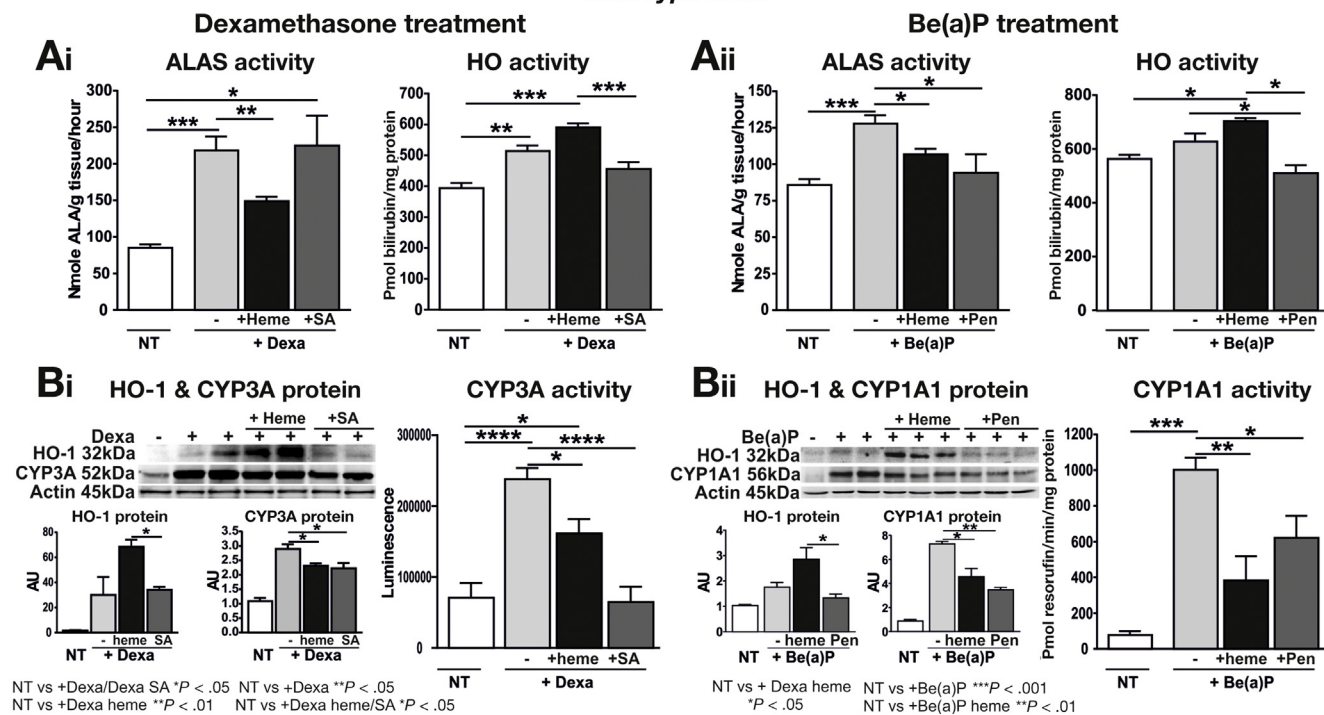 Dexamethasone treatment
Be(a)P treatment
Ai
ALAS activity
Nmole ALA/g tissue/hour
300
250
200
150
100
50
0
*
*** **
- +Heme +SA
NT + Dexa
HO activity
Pmol bilirubin/mg protein
700
600
500
400
300
200
100
0
*** ***
**
- +Heme +SA
NT + Dexa
Aii
ALAS activity
Nmole ALA/g tissue/hour
150
125
100
75
50
25
0
*
*** *
- +Heme +Pen
NT + Be(a)P
HO activity
Pmol bilirubin/mg protein
800
600
400
200
0
* *
*
- +Heme +Pen
NT + Be(a)P
Bi
HO-1 & CYP3A protein
+ Heme +SA
Dexa - + + + + + +
HO-1 32kDa
CYP3A 52kDa
Actin 45kDa
HO-1 protein
AU
80
60
40
20
0
*
- heme SA
NT + Dexa
CYP3A protein
AU
3.5
3.0
2.5
2.0
1.5
1.0
0.5
0.0
*
*
- heme SA
NT + Dexa
CYP3A activity
Luminescence
300000
200000
100000
0
*
**** ****
*
- +heme +SA
NT + Dexa
NT vs +Dexa/Dexa SA *P < .05
NT vs +Dexa heme **P < .01
NT vs +Dexa **P < .05
NT vs +Dexa heme/SA *P < .05
Bii
HO-1 & CYP1A1 protein
+ Heme +Pen
Be(a)P - + + + + + + + +
HO-1 32kDa
CYP1A1 56kDa
Actin 45kDa
HO-1 protein
AU
4
3
2
1
0
*
- heme Pen
NT + Be(a)P
CYP1A1 protein
AU
8
6
4
2
0
**
*
- heme Pen
NT + Be(a)P
CYP1A1 activity
Pmol resorufin/min/mg protein
1200
1000
800
600
400
200
0
*** *
**
- +heme +Pen
NT + Be(a)P
NT vs + Dexa heme
*P < .05
NT vs +Be(a)P ***P < .001
NT vs +Be(a)P heme **P < .01